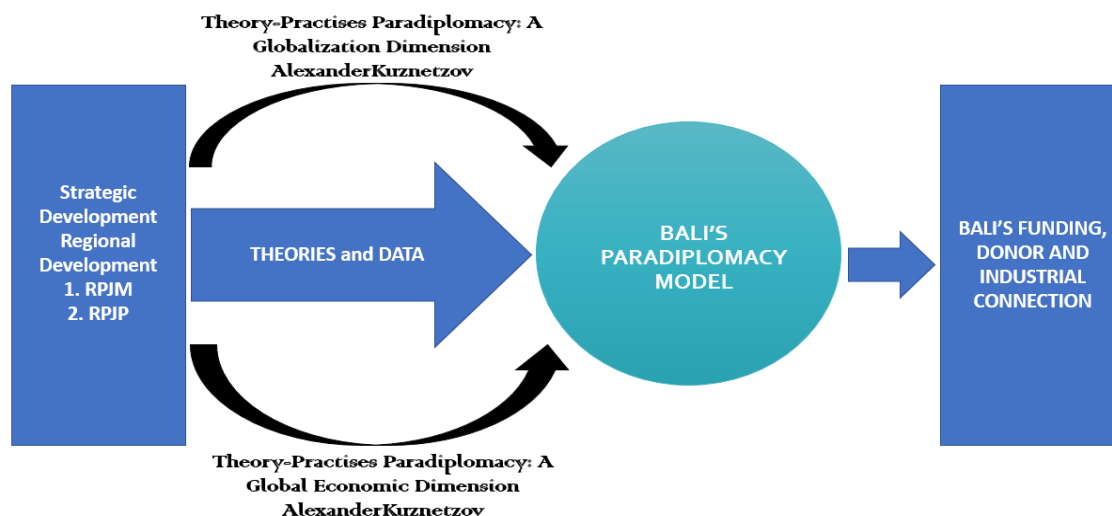 Theory-Practises Paradiplomacy: A
Globalization Dimension
AlexanderKuznetzov
Strategic
Development
Regional
Development
1. RPJM
2. RPJP
THEORIES and DATA
BALI'S
PARADIPLOMACY
MODEL
BALI'S FUNDING,
DONOR AND
INDUSTRIAL
CONNECTION
Theory-Practises Paradiplomacy: A
Global Economic Dimension
AlexanderKuznetzov